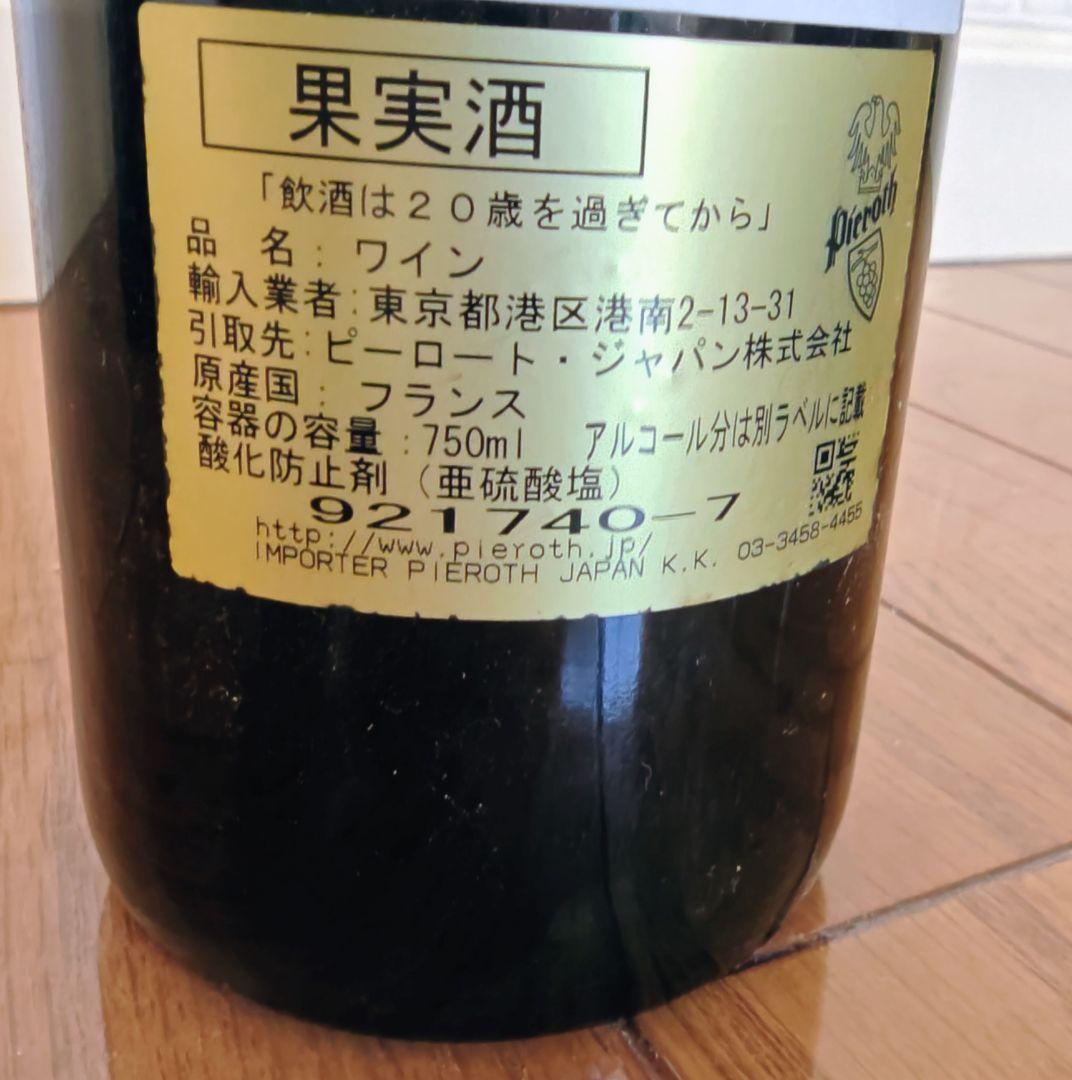 果実酒
「飲酒は20歳を過ぎてから」
品 名: ワイン
輸入業者:東京都港区港南2-13-31
引取先:ピーロート・ジャパン株式会社
原産国: フランス
容器の容量:750ml アルコール分は別ラベルに記載
酸化防止剤(亜硫酸塩)
921740-7
http://www.pieroth.jp/
IMPORTER PIEROTH JAPAN K.K. 03-3458-4455
Pieroth